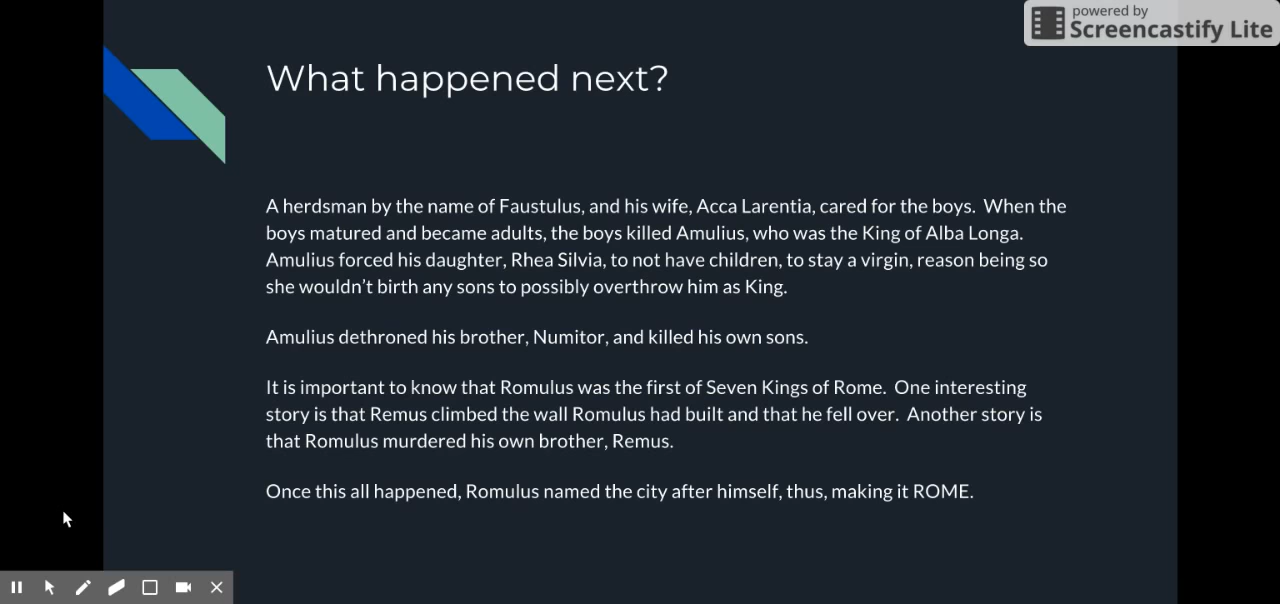 powered by
Screencastify Lite
What happened next?
A herdsman by the name of Faustulus, and his wife, Acca Larentia, cared for the boys.  When the
boys matured and became adults, the boys killed Amulius, who was the King of Alba Longa.
Amulius forced his daughter, Rhea Silvia, to not have children, to stay a virgin, reason being so
she wouldn’t birth any sons to possibly overthrow him as King.
Amulius dethroned his brother, Numitor, and killed his own sons.
It is important to know that Romulus was the first of Seven Kings of Rome.  One interesting
story is that Remus climbed the wall Romulus had built and that he fell over.  Another story is
that Romulus murdered his own brother, Remus.
Once this all happened, Romulus named the city after himself, thus, making it ROME.